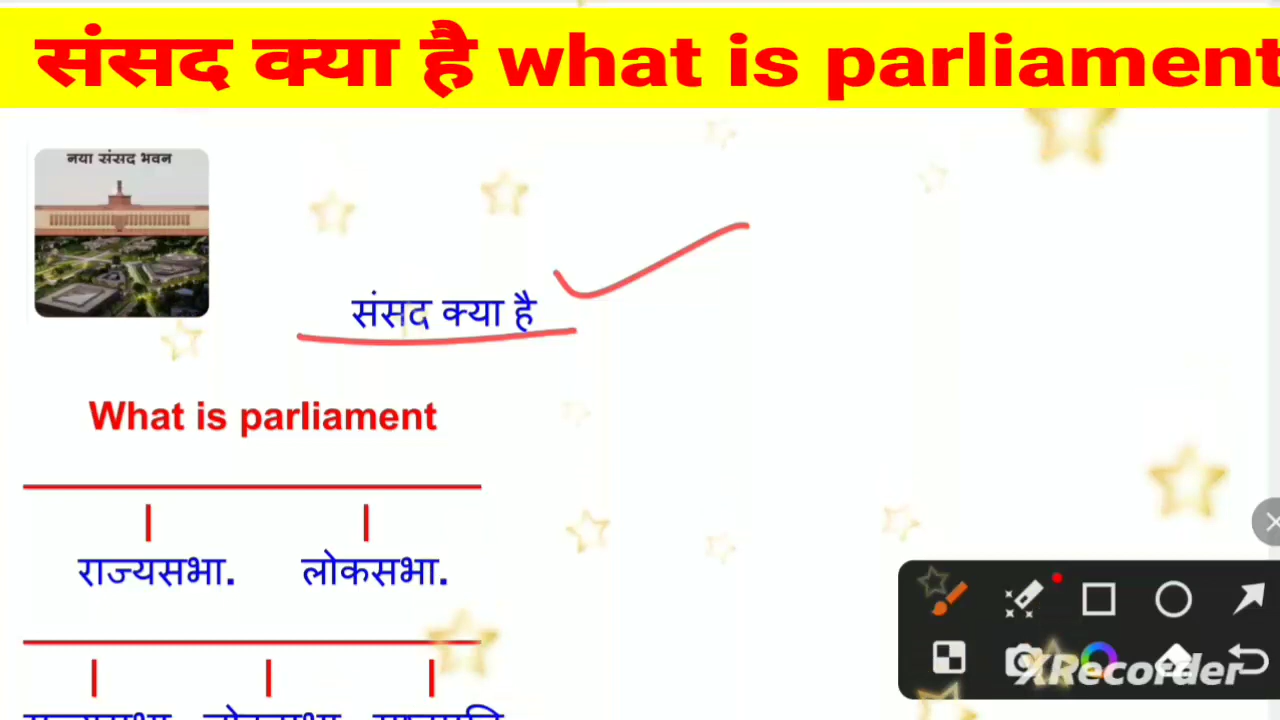 संसद क्या है what is parliament
नया संसद भवन
संसद क्या है
What is parliament
राज्यसभा. लोकसभा.
XRecorder